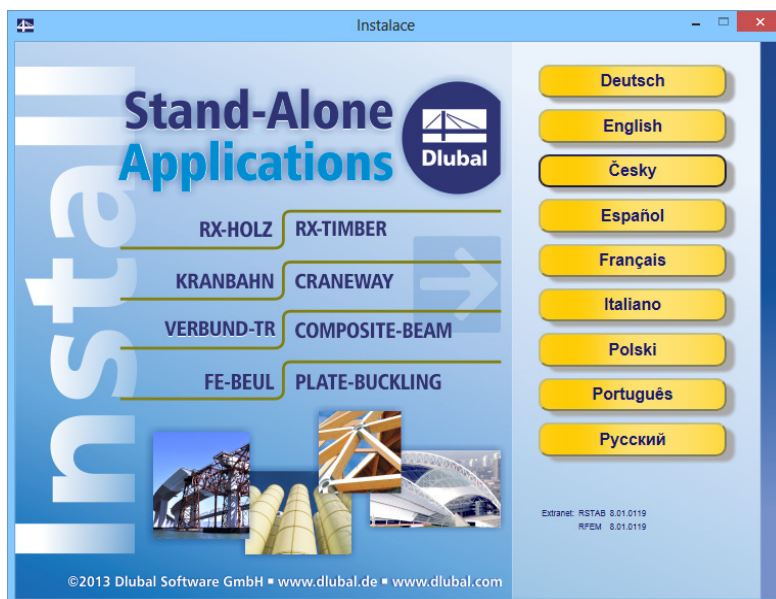 Instalace
Install
Stand-Alone
Applications
Dlubal
RX-HOLZ RX-TIMBER
KRANBAHN CRANEWAY
VERBUND-TR COMPOSITE-BEAM
FE-BEUL PLATE-BUCKLING
©2013 Dlubal Software GmbH ▪ www.dlubal.de ▪ www.dlubal.com
Deutsch
English
Česky
Español
Français
Italiano
Polski
Português
Русский
Extranet: RSTAB 8.01.0119
RFEM 8.01.0119